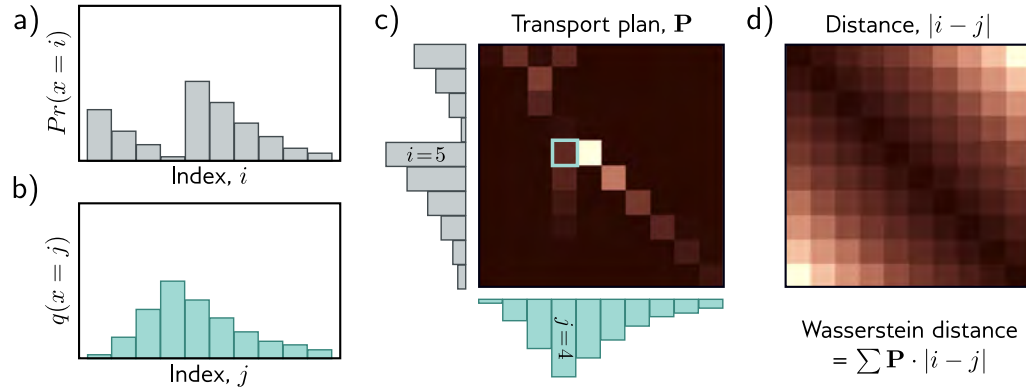 a)
Pr(x = i)
Index, i
b)
q(x = j)
Index, j
c)
Transport plan, P
i=5
j=4
d)
Distance, |i − j|
Wasserstein distance
= ∑ P · |i − j|